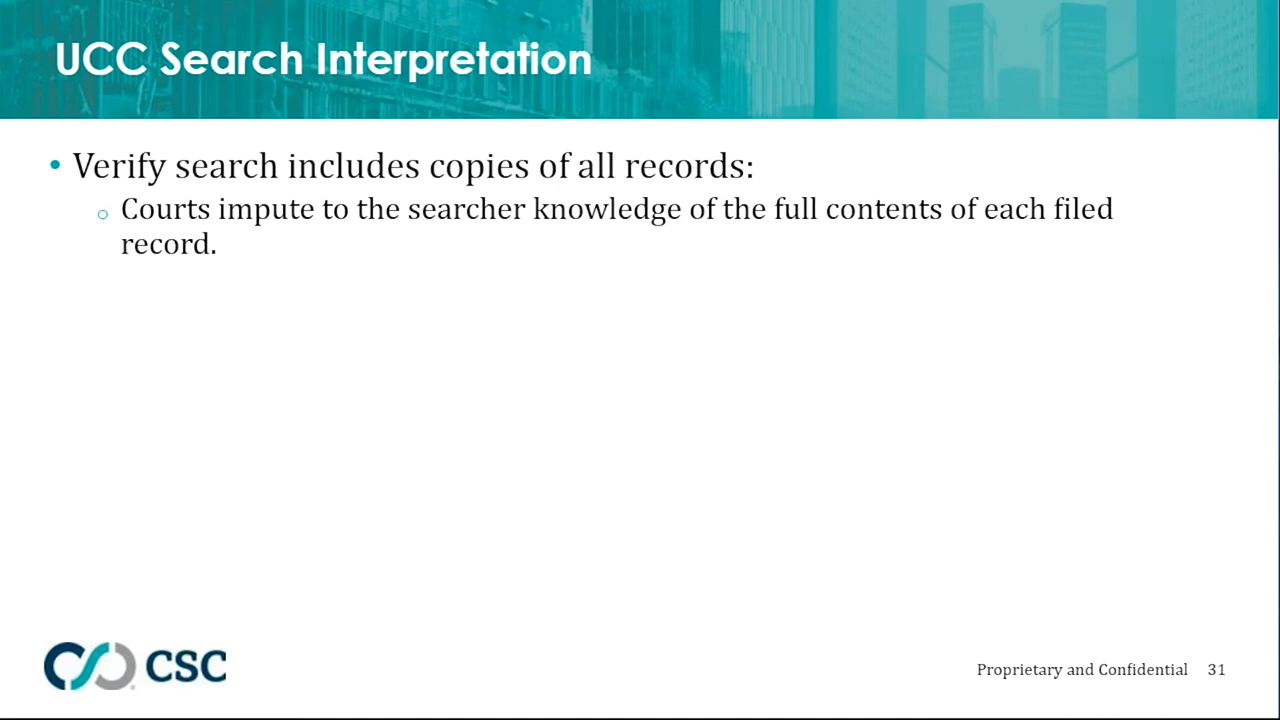 UCC Search Interpretation
• Verify search includes copies of all records:
○ Courts impute to the searcher knowledge of the full contents of each filed
record.
CSC
Proprietary and Confidential 31